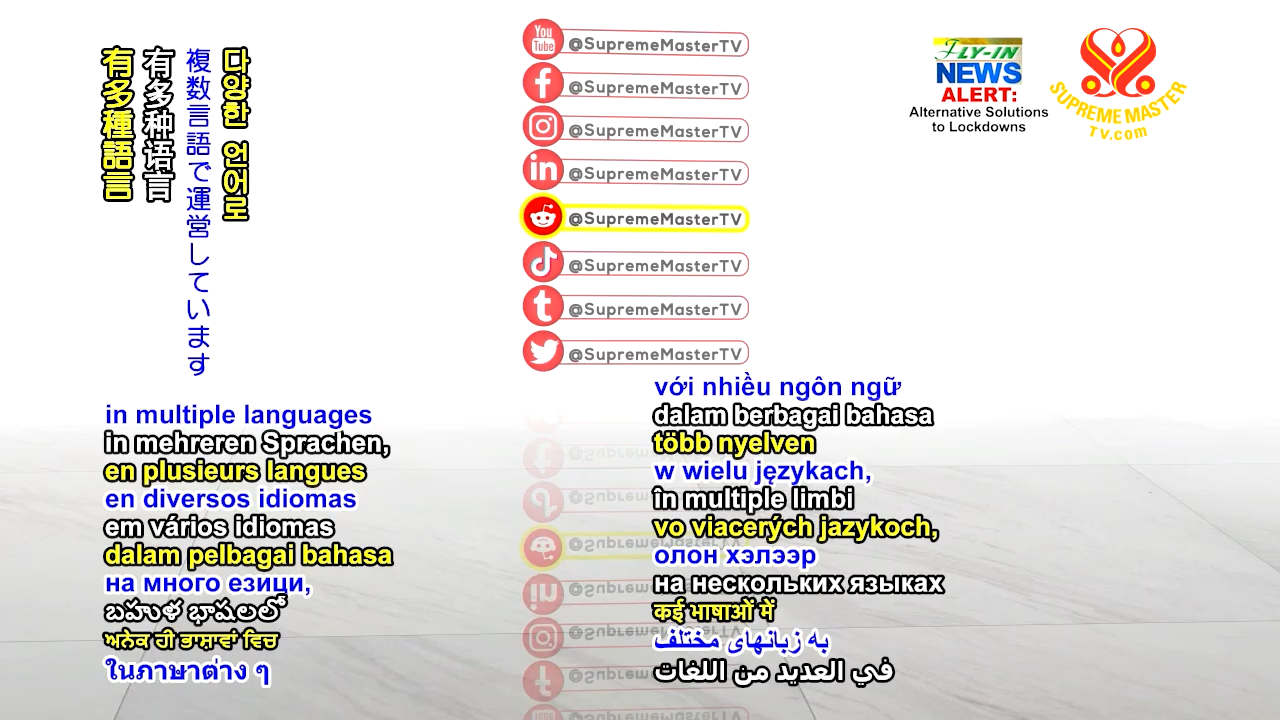 有多種語言
有多种语言
複数言語で運営しています
다양한 언어로
You Tube @SupremeMasterTV
@SupremeMasterTV
@SupremeMasterTV
in @SupremeMasterTV
@SupremeMasterTV
@SupremeMasterTV
t @SupremeMasterTV
@SupremeMasterTV
FLY-IN
NEWS
ALERT:
Alternative Solutions
to Lockdowns
SUPREME MASTER
TV.com
in multiple languages
in mehreren Sprachen,
en plusieurs langues
en diversos idiomas
em vários idiomas
dalam pelbagai bahasa
на много езици,
బహుళ భాషలలో
ਅਨੇਕ ਹੀ ਭਾਸ਼ਾਵਾਂ ਵਿਚ
ในภาษาต่าง ๆ
với nhiều ngôn ngữ
dalam berbagai bahasa
több nyelven
w wielu językach,
în multiple limbi
vo viacerých jazykoch,
олон хэлээр
на нескольких языках
कई भाषाओं में
به زبانهای مختلف
في العديد من اللغات